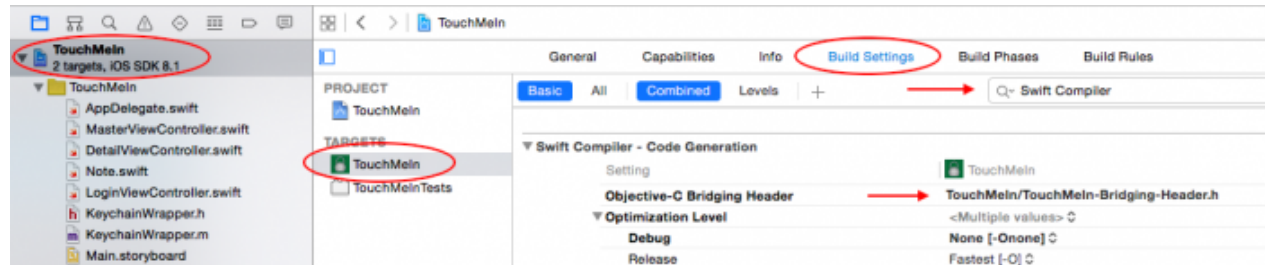 TouchMeIn
TouchMeIn
2 targets, iOS SDK 8.1
General Capabilities Info Build Settings Build Phases Build Rules
TouchMeIn
AppDelegate.swift
MasterViewController.swift
DetailViewController.swift
Note.swift
LoginViewController.swift
KeychainWrapper.h
KeychainWrapper.m
Main.storyboard
PROJECT
TouchMeIn
TARGETS
TouchMeIn
TouchMeInTests
Basic All Combined Levels + Swift Compiler
Swift Compiler - Code Generation
Setting TouchMeIn
Objective-C Bridging Header TouchMeIn/TouchMeIn-Bridging-Header.h
Optimization Level <Multiple values>
Debug None [-Onone]
Release Fastest [-O]